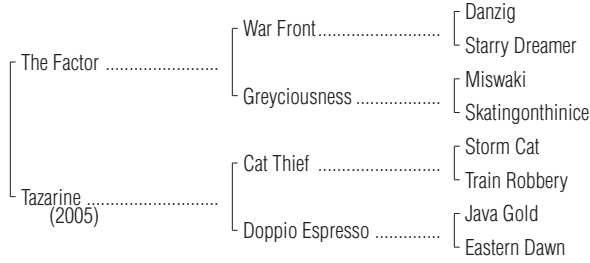 Danzig
War Front........................
Starry Dreamer
The Factor ......................
Miswaki
Greyciousness .................
Skatingonthinice
Storm Cat
Cat Thief ........................
Train Robbery
Tazarine ..........................
(2005)
Java Gold
Doppio Espresso .............
Eastern Dawn